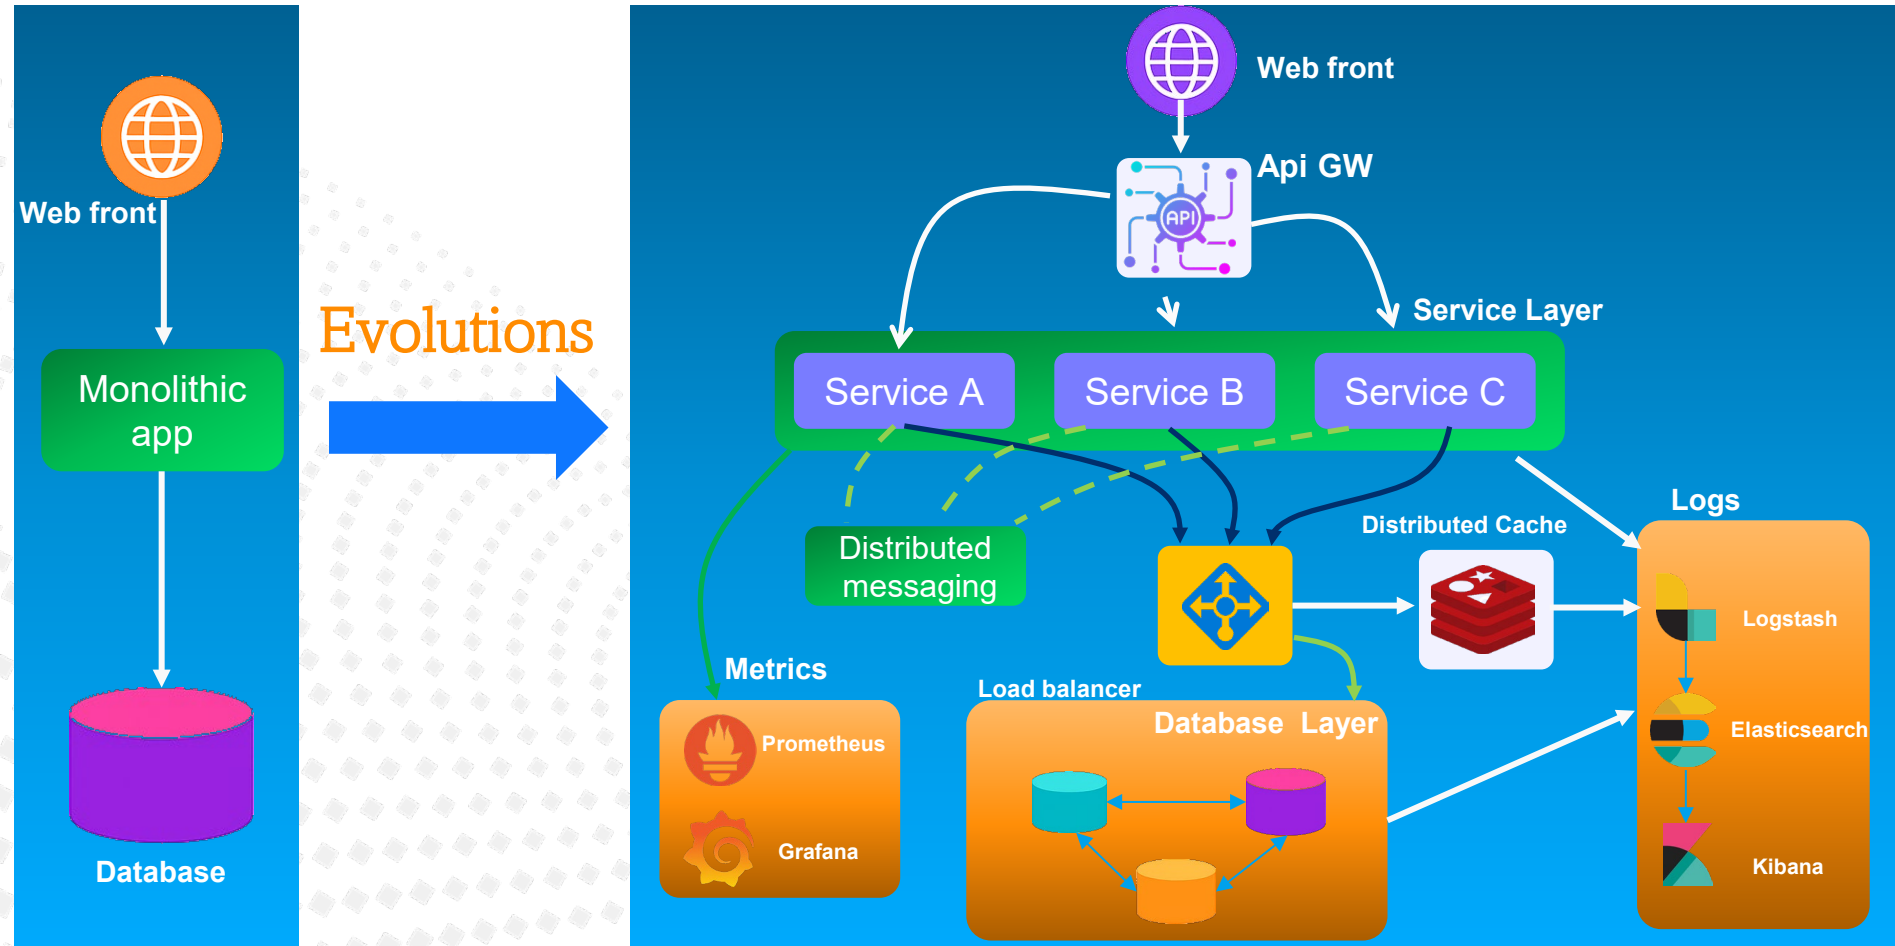 Web front
Monolithic
app
Database
Evolutions
Web front
Api GW
API
Service Layer
Service A
Service B
Service C
Distributed
messaging
Distributed Cache
Logs
Logstash
Elasticsearch
Kibana
Metrics
Prometheus
Grafana
Load balancer
Database Layer